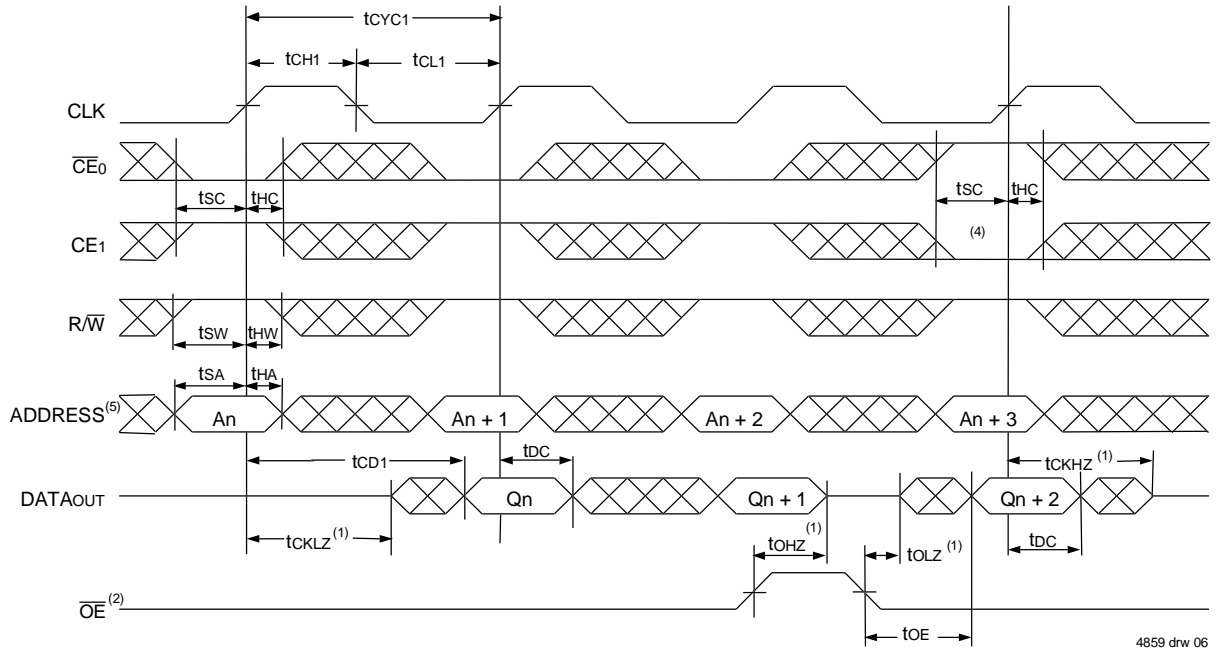 tCYC1
tCH1 tCL1
CLK
CE0
tSC tHC tSC tHC
CE1 (4)
R/W
tSW tHW
tSA tHA
ADDRESS(5) An An + 1 An + 2 An + 3
tCD1 tDC tCKHZ(1)
DATAOUT Qn Qn + 1 Qn + 2
tCKLZ(1) tOHZ(1) tOLZ(1) tDC
OE(2)
tOE
4859 drw 06